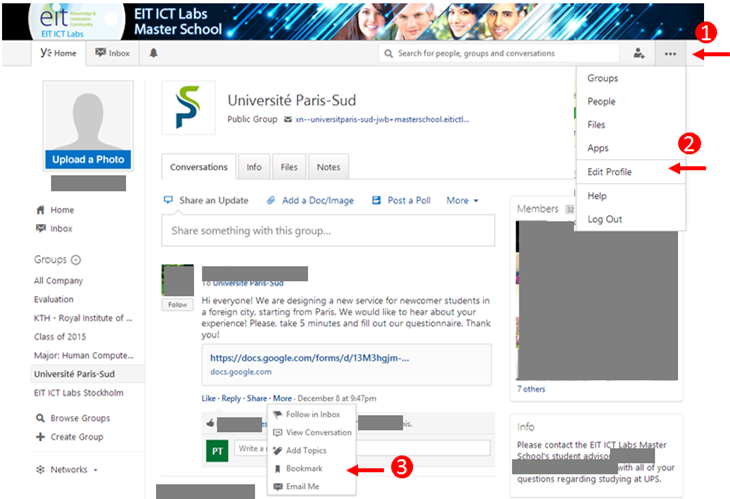 eit Knowledge & Innovation Community
EIT ICT Labs
EIT ICT Labs
Master School
1
Home
Inbox
Search for people, groups and conversations
Groups
People
Files
Apps
2
Edit Profile
Help
Log Out
Upload a Photo
Université Paris-Sud
Public Group xn--universitparis-sud-jwb+masterschool.eitictl...
Conversations
Info
Files
Notes
Share an Update
Add a Doc/Image
Post a Poll
More
Share something with this group...
Members
7 others
Home
Inbox
Groups
All Company
Evaluation
KTH - Royal Institute of ...
Class of 2015
Major: Human Compute...
Université Paris-Sud
EIT ICT Labs Stockholm
Browse Groups
Create Group
Networks
Follow
To Université Paris-Sud
Hi everyone! We are designing a new service for newcomer students in
a foreign city, starting from Paris. We would like to hear about your
experience! Please, take 5 minutes and fill out our questionnaire. Thank
you!
https://docs.google.com/forms/d/13M3hgjm-...
docs.google.com
Like · Reply · Share · More · December 8 at 9:47pm
this.
PT
Write a
Follow in Inbox
View Conversation
Add Topics
Bookmark
3
Email Me
Info
Please contact the EIT ICT Labs Master
School's student advisor
with all of your
questions regarding studying at UPS.